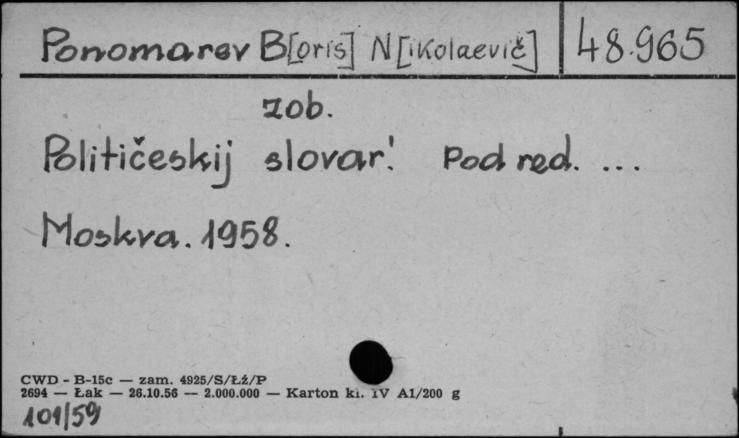 Ponomarev B[oris] N[ikolaevič] 48.965
zob.
Političeskij slovar'. Pod red. ...
Moskva. 1958.
CWD - B-15c — zam. 4925/S/Łź/P
2694 — Łak — 26.10.56 — 2.000.000 — Karton kl. IV A1/200 g
101/59